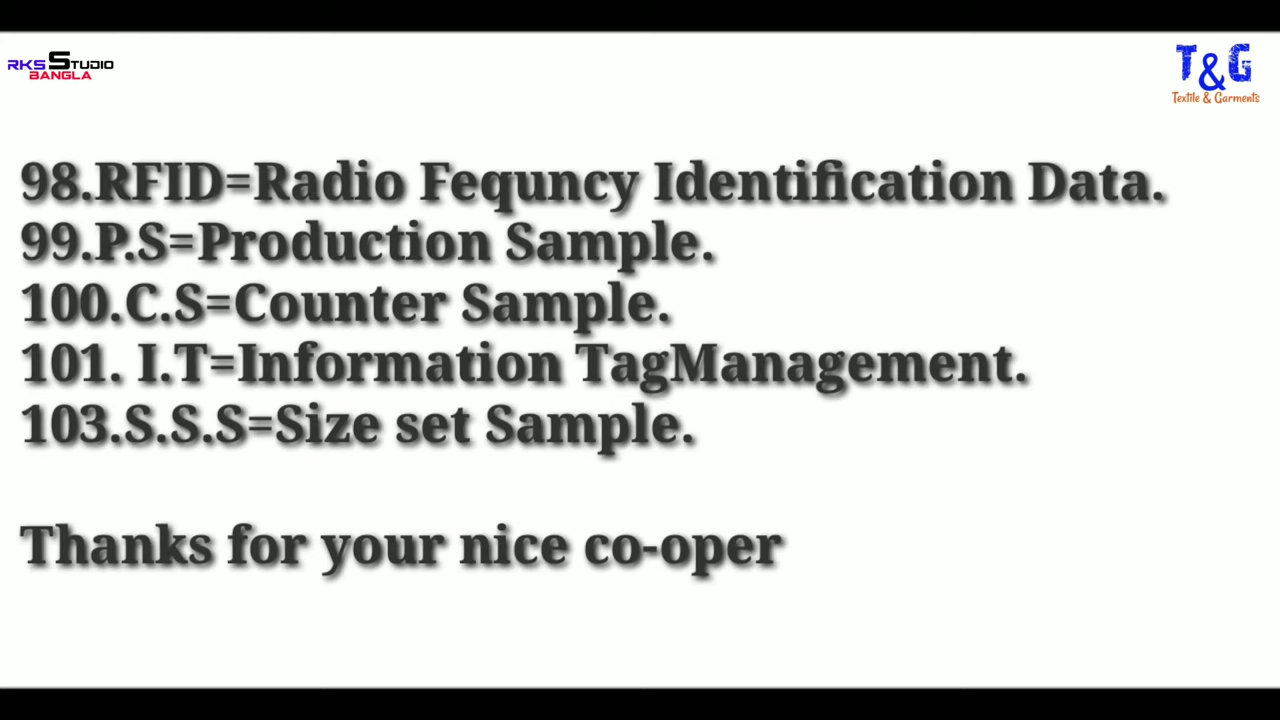 RKS STUDIO
BANGLA
T&G
Textile & Garments
98.RFID=Radio Fequncy Identification Data.
99.P.S=Production Sample.
100.C.S=Counter Sample.
101. I.T=Information TagManagement.
103.S.S.S=Size set Sample.
Thanks for your nice co-oper